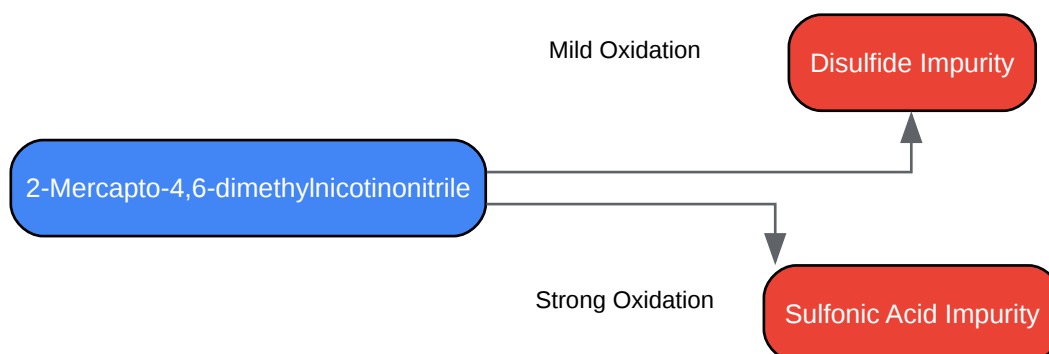 Mild Oxidation
Disulfide Impurity
2-Mercapto-4,6-dimethylnicotinonitrile
Strong Oxidation
Sulfonic Acid Impurity